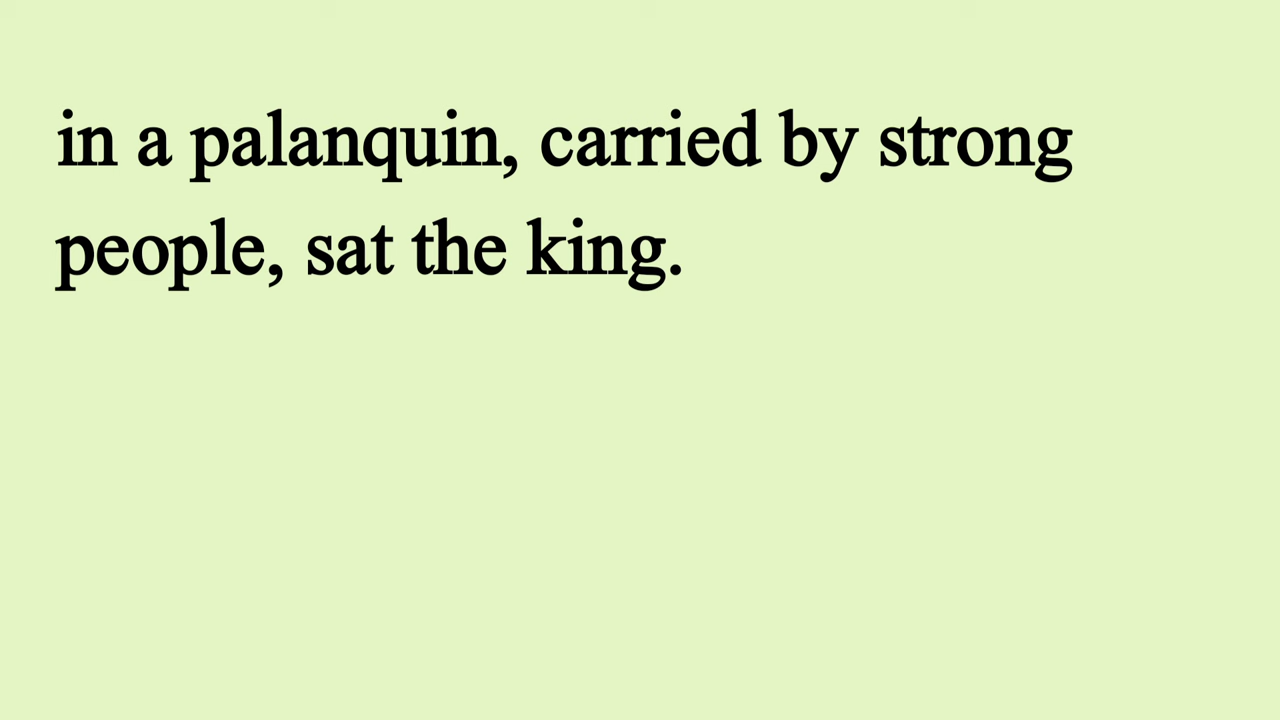 in a palanquin, carried by strong
people, sat the king.